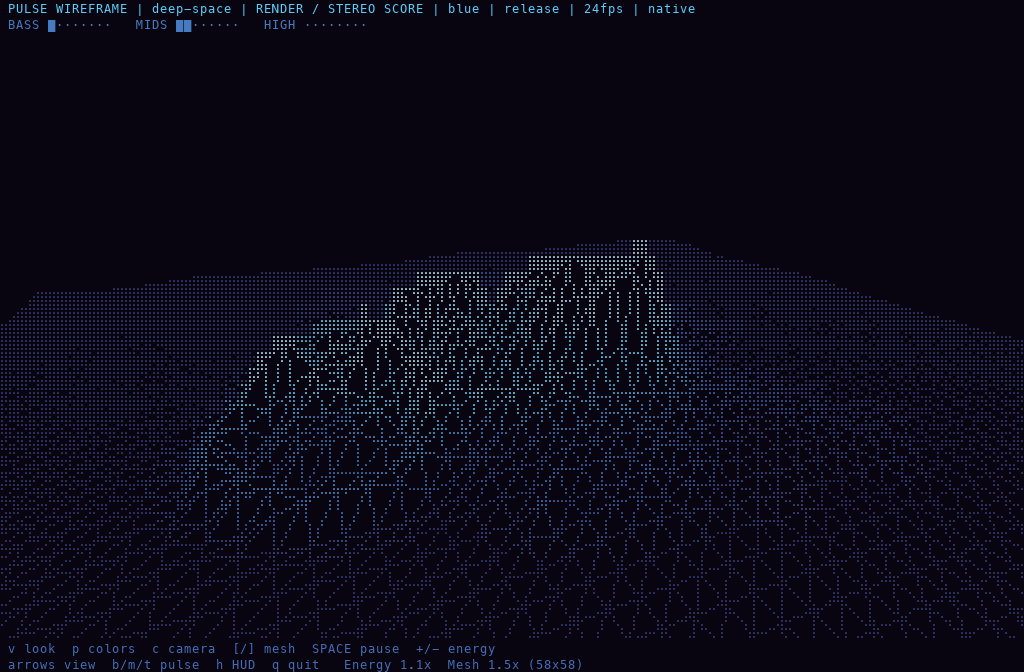 PULSE WIREFRAME | deep-space | RENDER / STEREO SCORE | blue | release | 24fps | native
BASS █······· MIDS ██······ HIGH ········
v look p colors c camera [/] mesh SPACE pause +/− energy
arrows view b/m/t pulse h HUD q quit Energy 1.1x Mesh 1.5x (58x58)